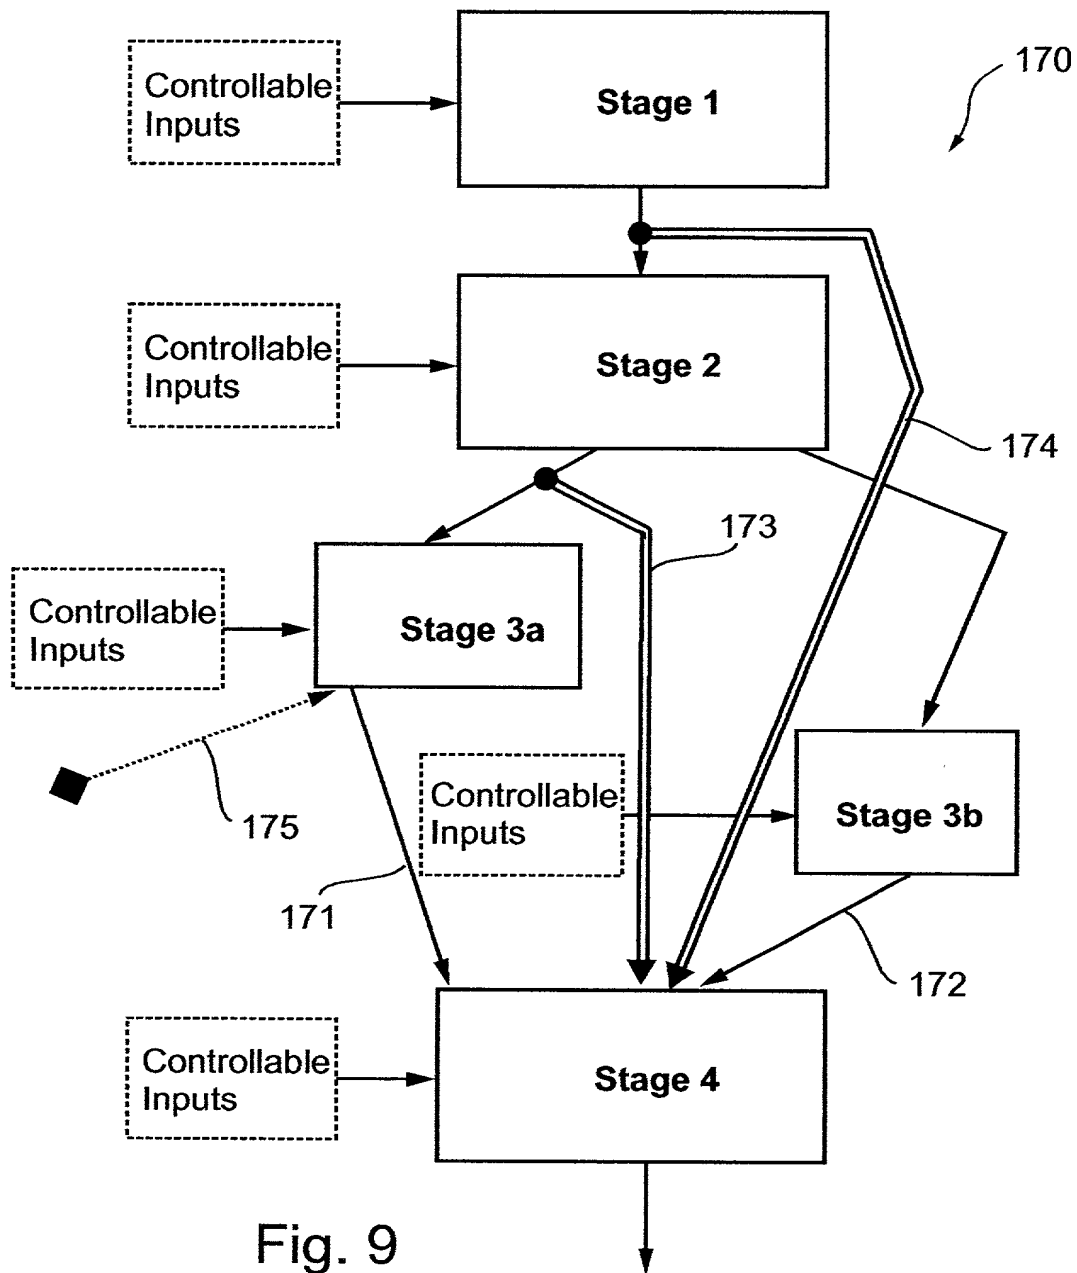 170
Controllable
Inputs
Stage 1
Controllable
Inputs
Stage 2
174
173
Controllable
Inputs
Stage 3a
175
Controllable
Inputs
Stage 3b
171
172
Controllable
Inputs
Stage 4
Fig. 9